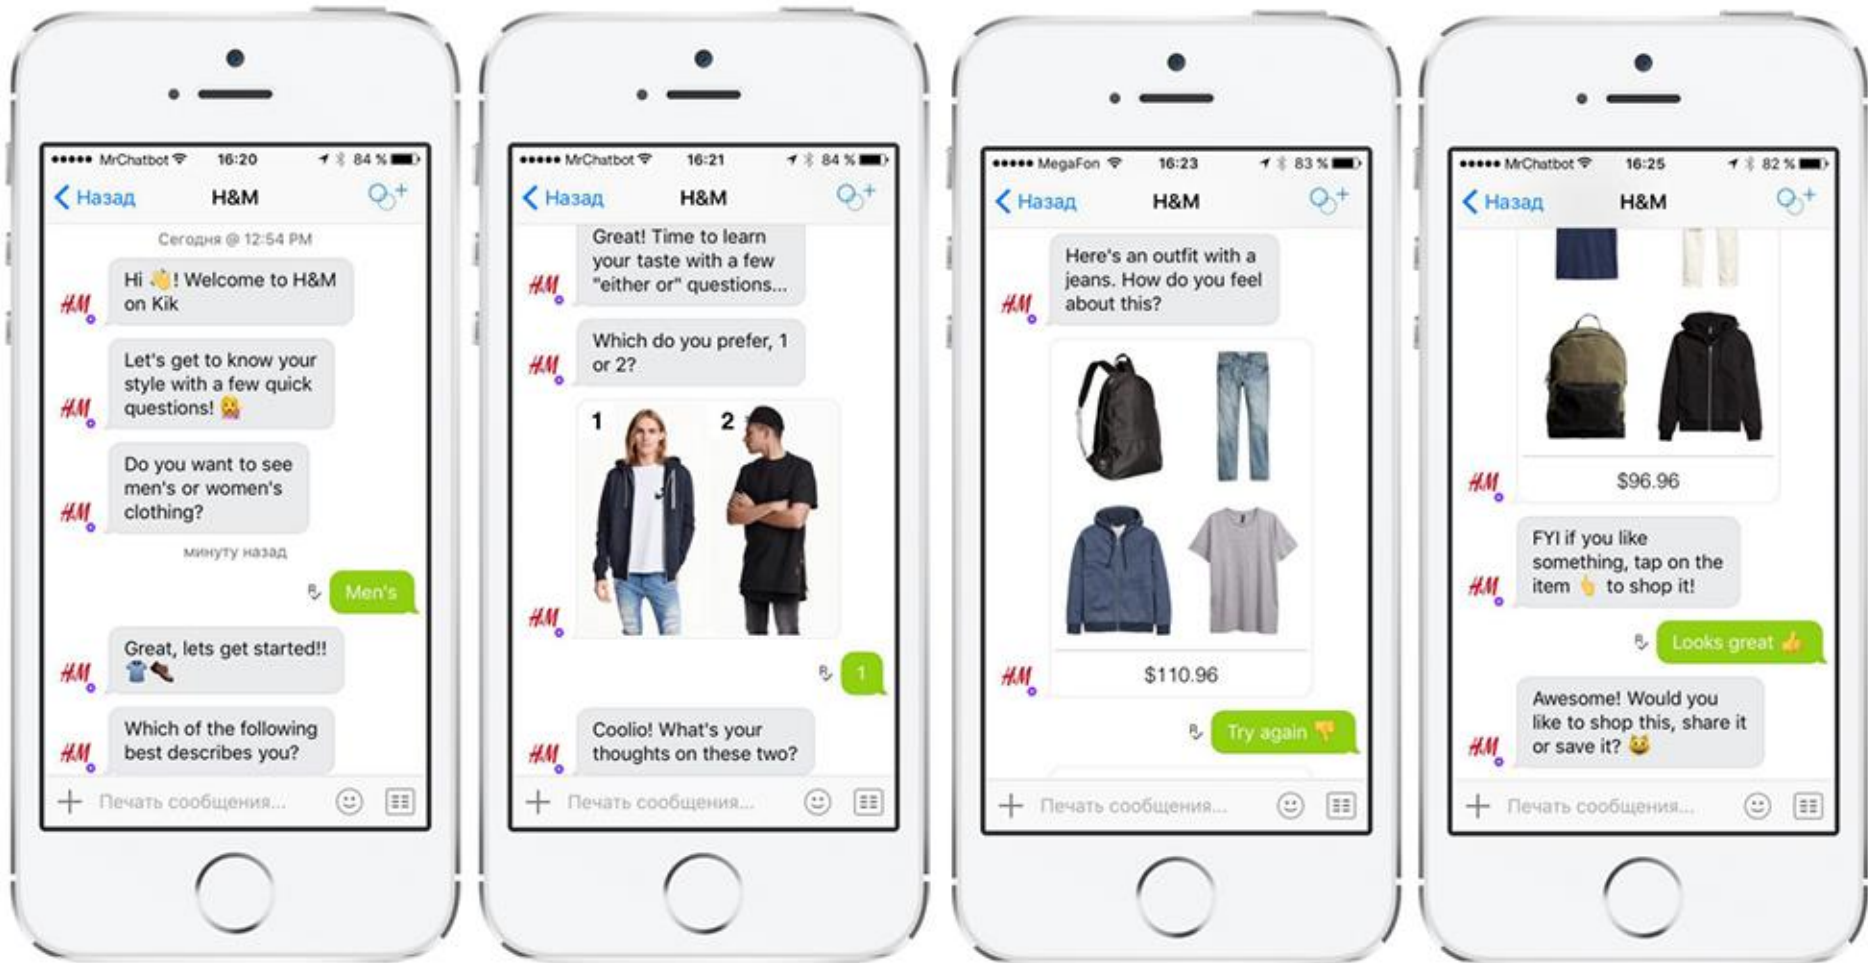 MrChatbot 16:20 84 %
Назад H&M
Сегодня @ 12:54 PM
Hi 👋! Welcome to H&M
on Kik
H&M
Let's get to know your
style with a few quick
questions! 💁
H&M
Do you want to see
men's or women's
clothing?
H&M
минуту назад
R Men's
Great, lets get started!!
👕👞
H&M
Which of the following
best describes you?
H&M
Печать сообщения...
MrChatbot 16:21 84 %
Назад H&M
Great! Time to learn
your taste with a few
"either or" questions...
H&M
Which do you prefer, 1
or 2?
H&M
1 2
H&M
R 1
Coolio! What's your
thoughts on these two?
H&M
Печать сообщения...
MegaFon 16:23 83 %
Назад H&M
Here's an outfit with a
jeans. How do you feel
about this?
H&M
$110.96
H&M
R Try again 👎
Печать сообщения...
MrChatbot 16:25 82 %
Назад H&M
$96.96
H&M
FYI if you like
something, tap on the
item 👆 to shop it!
H&M
R Looks great 👍
Awesome! Would you
like to shop this, share it
or save it? 😺
H&M
Печать сообщения...